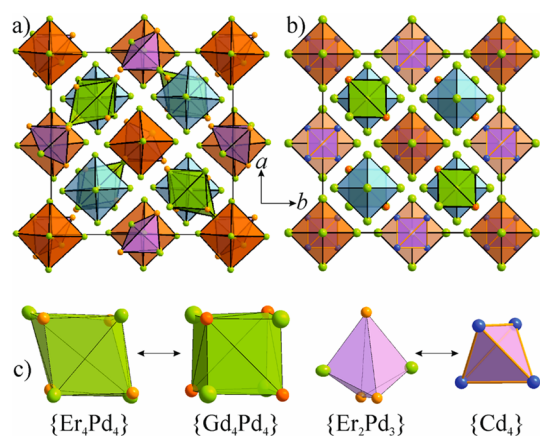 a) b)
a
b
c)
{Er₄Pd₄} {Gd₄Pd₄} {Er₂Pd₃} {Cd₄}